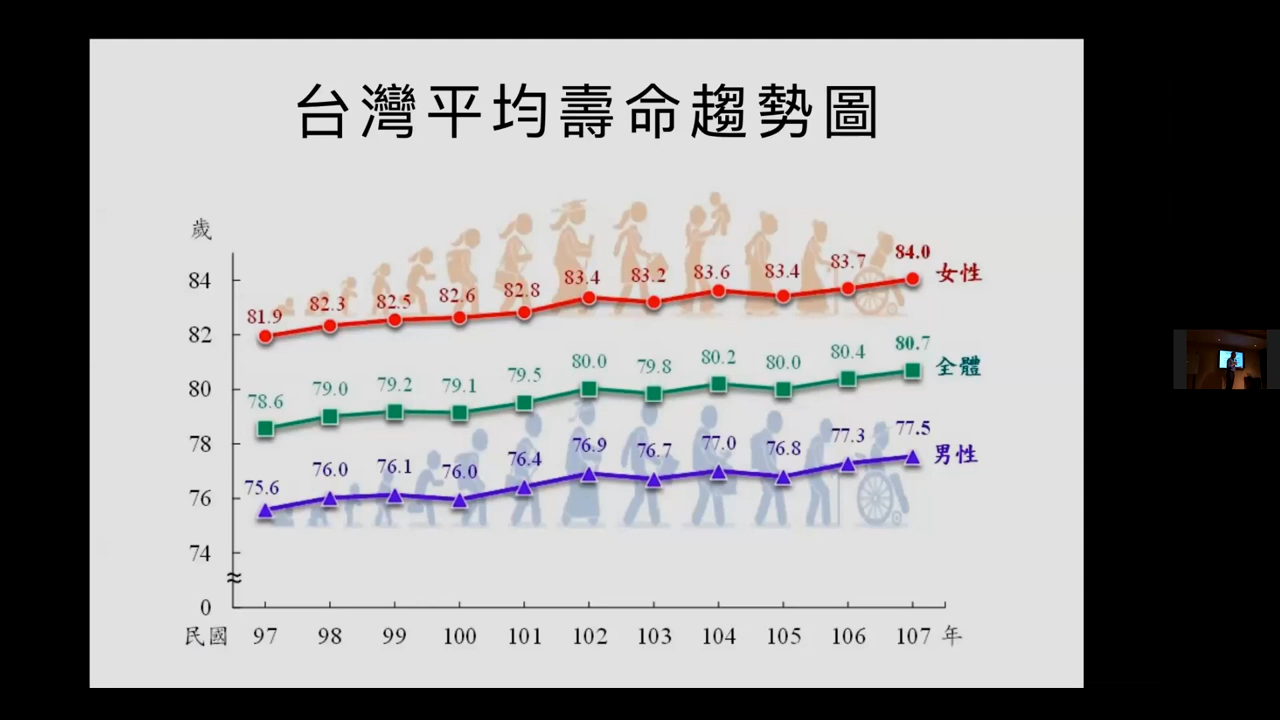 台灣平均壽命趨勢圖
歲
84
82
80
78
76
74
0
81.9 82.3 82.5 82.6 82.8 83.4 83.2 83.6 83.4 83.7 84.0 女性
78.6 79.0 79.2 79.1 79.5 80.0 79.8 80.2 80.0 80.4 80.7 全體
75.6 76.0 76.1 76.0 76.4 76.9 76.7 77.0 76.8 77.3 77.5 男性
民國 97 98 99 100 101 102 103 104 105 106 107 年